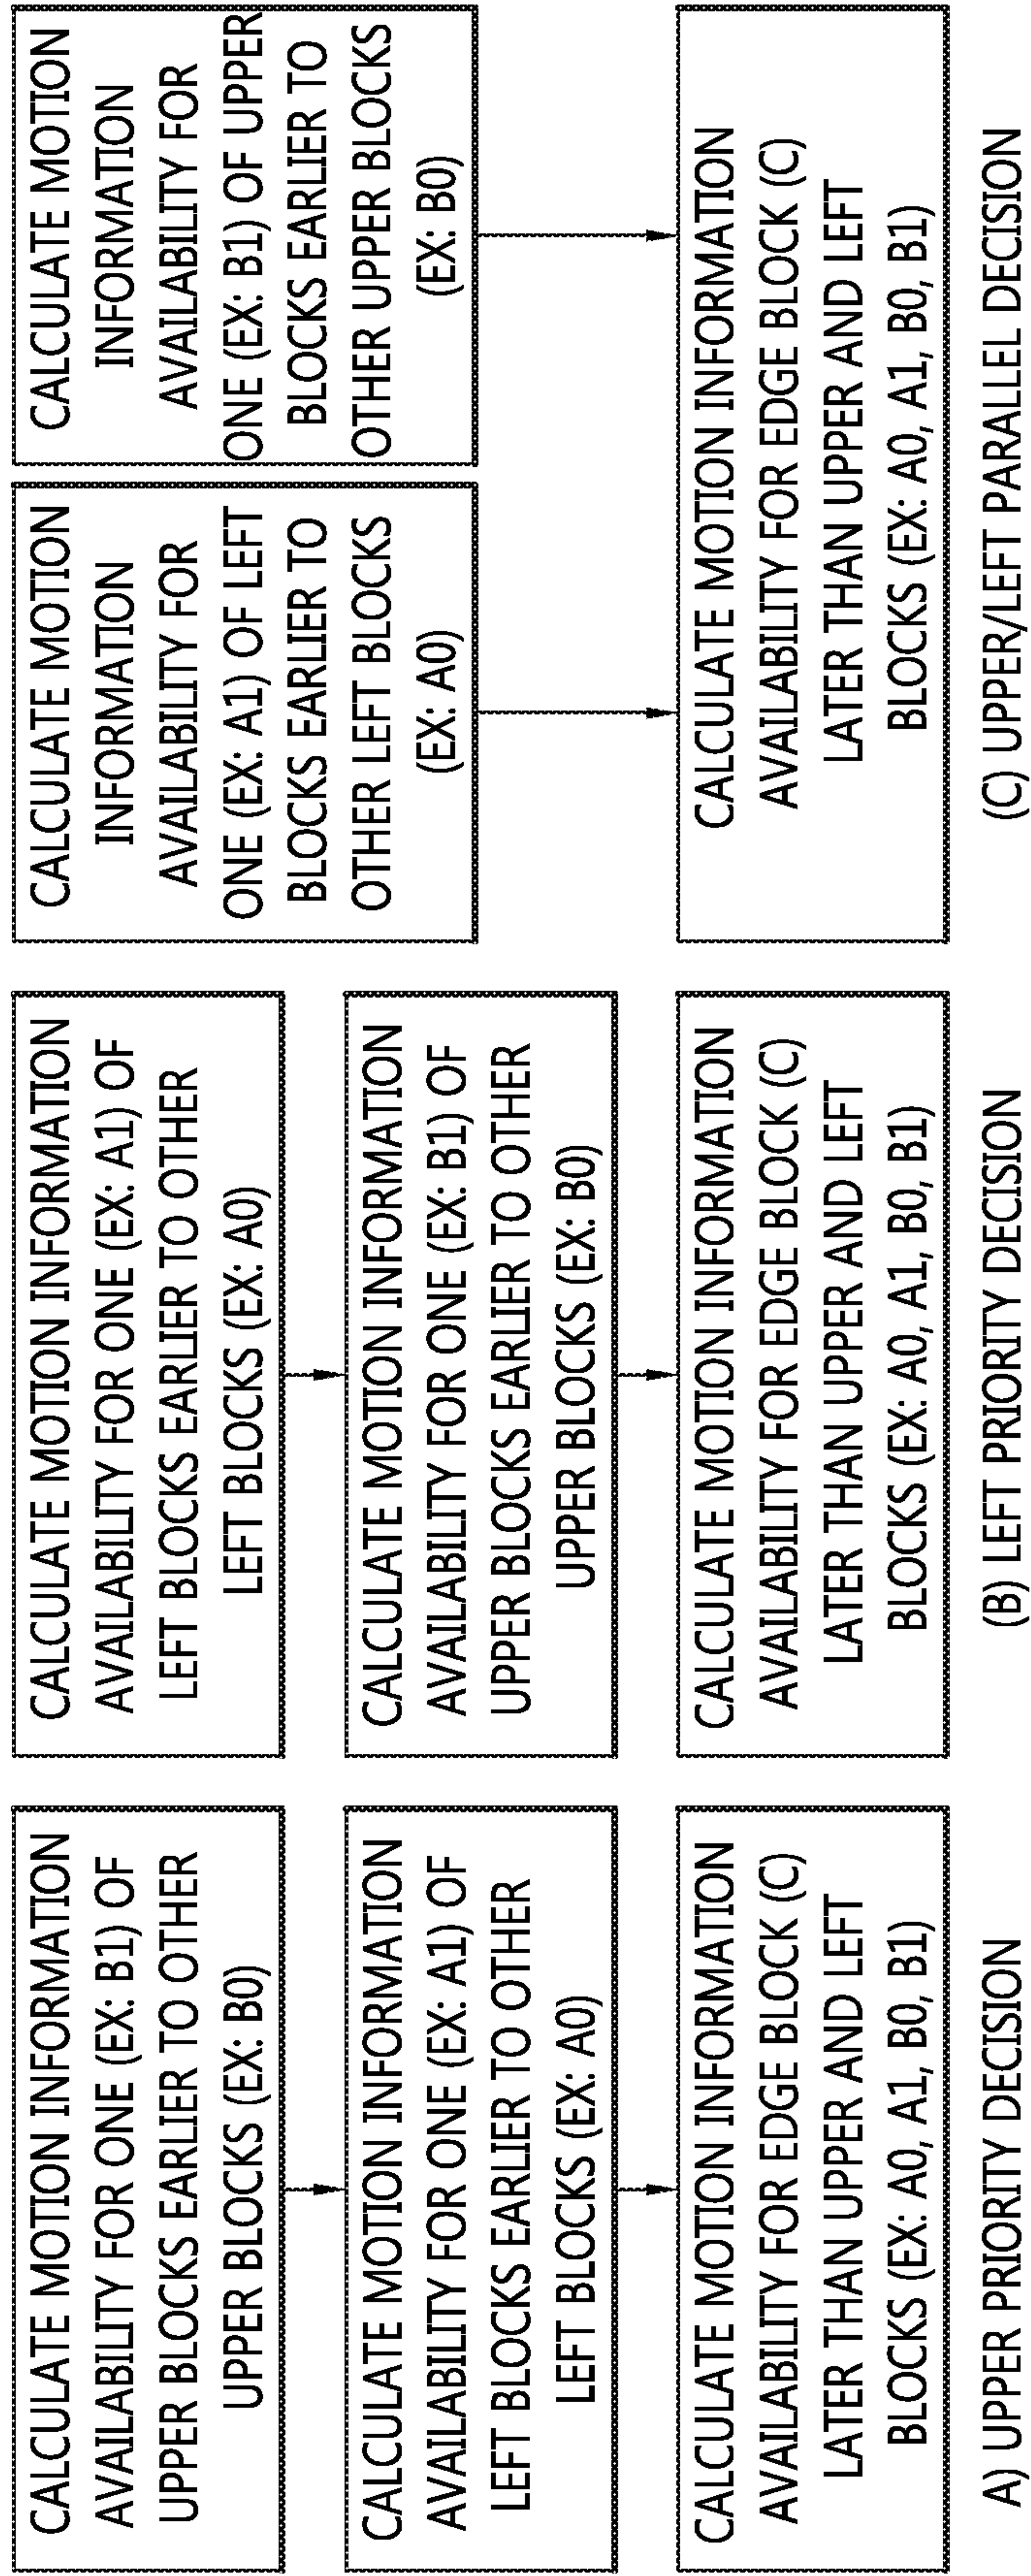 CALCULATE MOTION INFORMATION
AVAILABILITY FOR ONE (EX: B1) OF
UPPER BLOCKS EARLIER TO OTHER
UPPER BLOCKS (EX: B0)
CALCULATE MOTION INFORMATION
AVAILABILITY FOR ONE (EX: A1) OF
LEFT BLOCKS EARLIER TO OTHER
LEFT BLOCKS (EX: A0)
CALCULATE MOTION INFORMATION
AVAILABILITY FOR EDGE BLOCK (C)
LATER THAN UPPER AND LEFT
BLOCKS (EX: A0, A1, B0, B1)
A) UPPER PRIORITY DECISION
CALCULATE MOTION INFORMATION
AVAILABILITY FOR ONE (EX: A1) OF
LEFT BLOCKS EARLIER TO OTHER
LEFT BLOCKS (EX: A0)
CALCULATE MOTION INFORMATION
AVAILABILITY FOR ONE (EX: B1) OF
UPPER BLOCKS EARLIER TO OTHER
UPPER BLOCKS (EX: B0)
CALCULATE MOTION INFORMATION
AVAILABILITY FOR EDGE BLOCK (C)
LATER THAN UPPER AND LEFT
BLOCKS (EX: A0, A1, B0, B1)
(B) LEFT PRIORITY DECISION
CALCULATE MOTION
INFORMATION
AVAILABILITY FOR
ONE (EX: A1) OF LEFT
BLOCKS EARLIER TO
OTHER LEFT BLOCKS
(EX: A0)
CALCULATE MOTION
INFORMATION
AVAILABILITY FOR
ONE (EX: B1) OF UPPER
BLOCKS EARLIER TO
OTHER UPPER BLOCKS
(EX: B0)
CALCULATE MOTION INFORMATION
AVAILABILITY FOR EDGE BLOCK (C)
LATER THAN UPPER AND LEFT
BLOCKS (EX: A0, A1, B0, B1)
(C) UPPER/LEFT PARALLEL DECISION